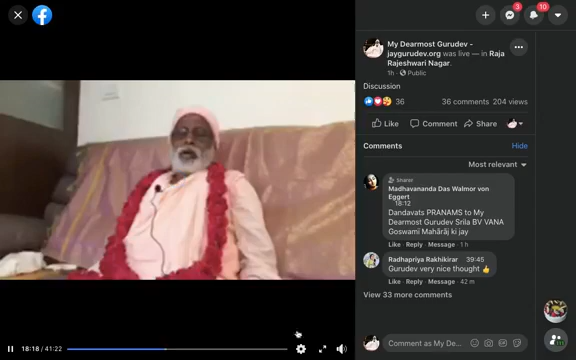 3
10
My Dearmost Gurudev -
jaygurudev.org was live — in Raja
Rajeshwari Nagar.
1h · Public
Discussion
36
36 comments 204 views
Like
Comment
Share
Comments
Hide
Most relevant
Madhavananda Das Walmor von
Eggert
18:12
Dandavats PRANAMS to My
Dearmost Gurudev Srila BV VANA
Goswami Mahārāj ki jay
Like · Reply · Message · 1 h
Radhapriya Rakhikirar 39:45
Gurudev very nice thought 👍
Like · Reply · Message · 42 m
View 33 more comments
18:18 / 41:22
Comment as My De...